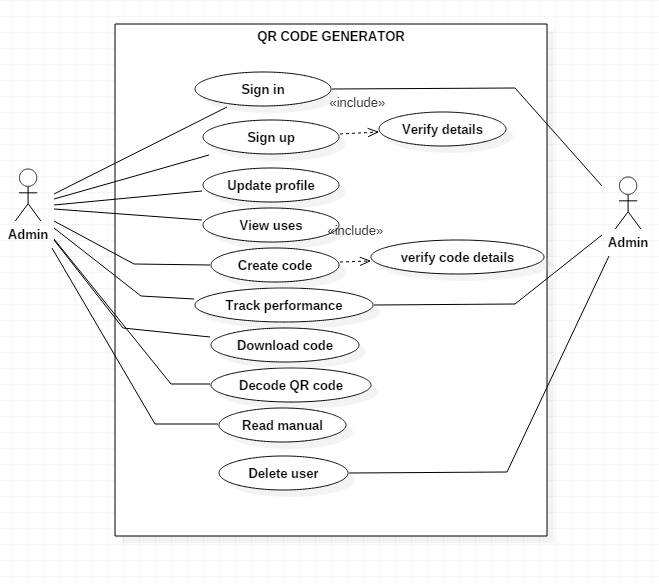 QR CODE GENERATOR
Sign in
«include»
Sign up
Verify details
Update profile
View uses
«include»
Admin
Admin
Create code
verify code details
Track performance
Download code
Decode QR code
Read manual
Delete user